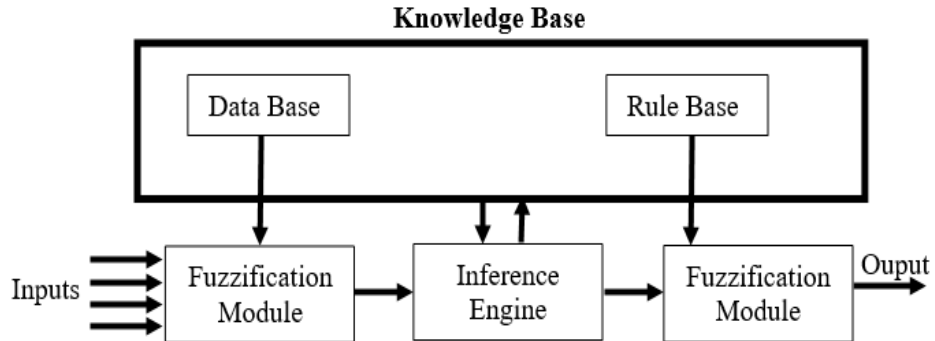 Knowledge Base
Data Base
Rule Base
Inputs
Fuzzification
Module
Inference
Engine
Fuzzification
Module
Ouput